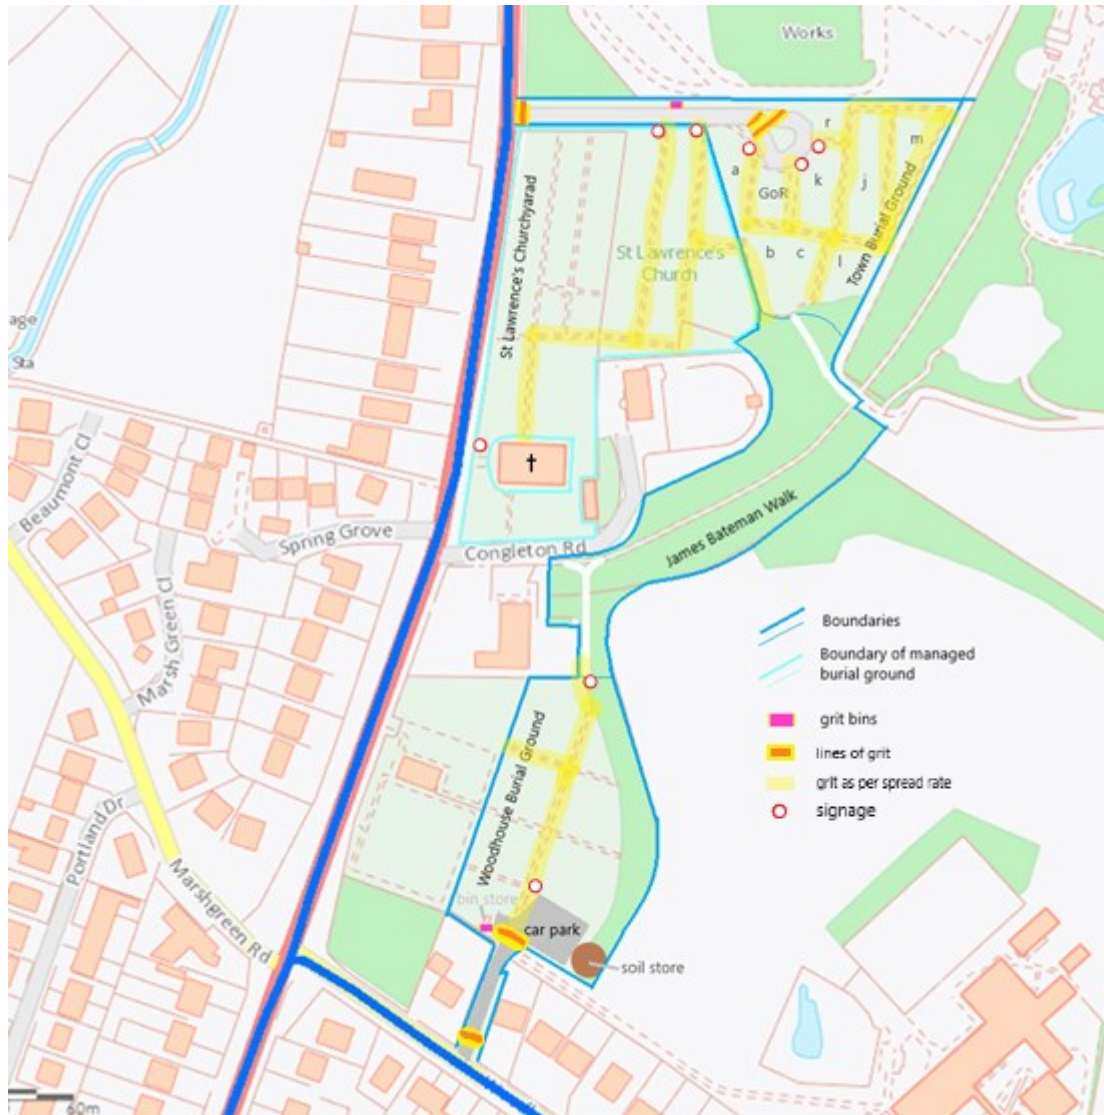 Works
r
m
a
k
j
GoR
St Lawrence's Churchyarad
Town Burial Ground
St Lawrence's
Church
b
c
l
age
Sta
Beaumont Cl
Spring Grove
Congleton Rd
James Bateman Walk
Marsh Green Cl
Boundaries
Boundary of managed
burial ground
grit bins
lines of grit
grit as per spread rate
signage
Woodhouse Burial Ground
Portland Dr
Marshgreen Rd
bin store
car park
soil store
60m